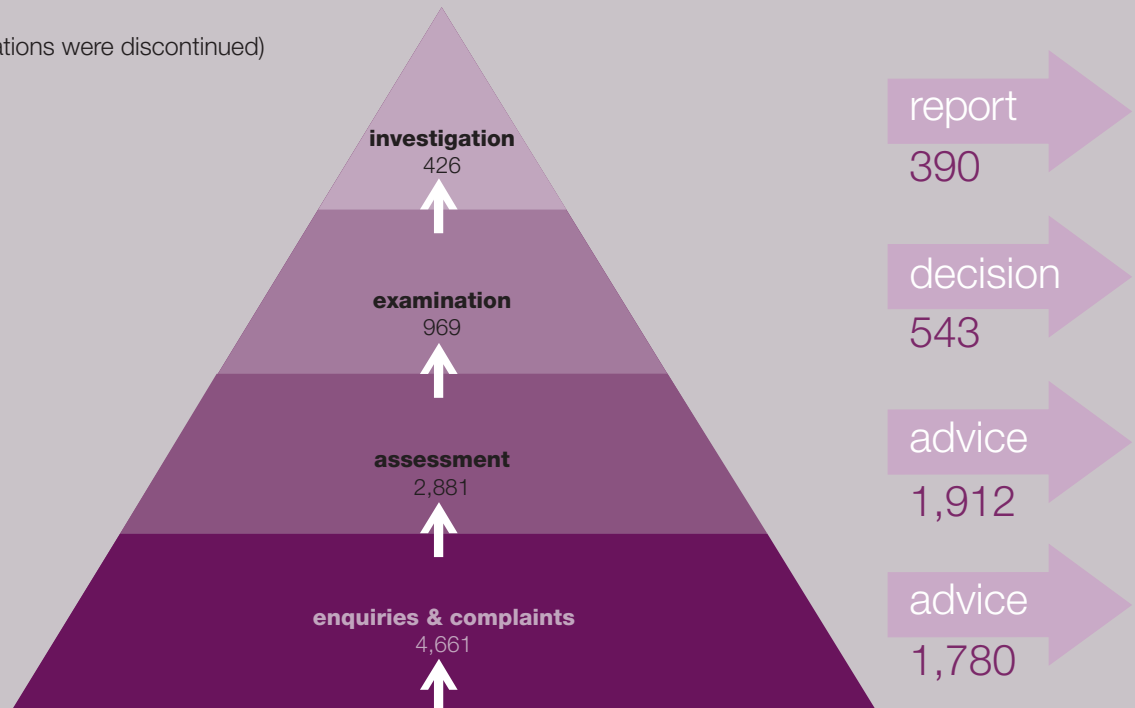 were discontinued)
investigation
426
report
390
examination
969
decision
543
assessment
2,881
advice
1,912
enquiries & complaints
4,661
advice
1,780